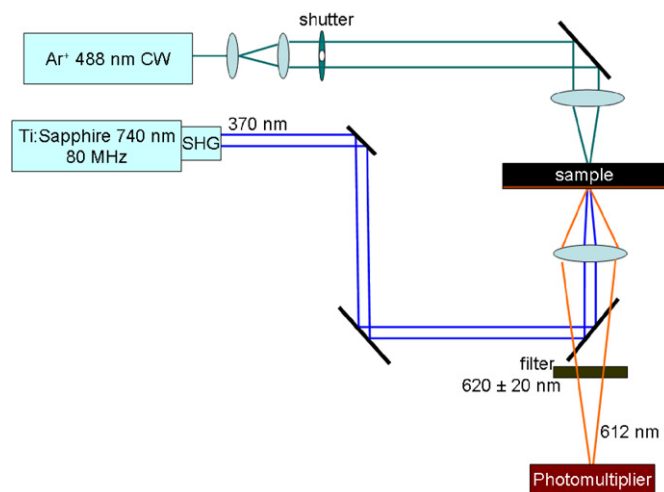 shutter
Ar⁺ 488 nm CW
370 nm
Ti:Sapphire 740 nm
80 MHz
SHG
sample
filter
620 ± 20 nm
612 nm
Photomultiplier